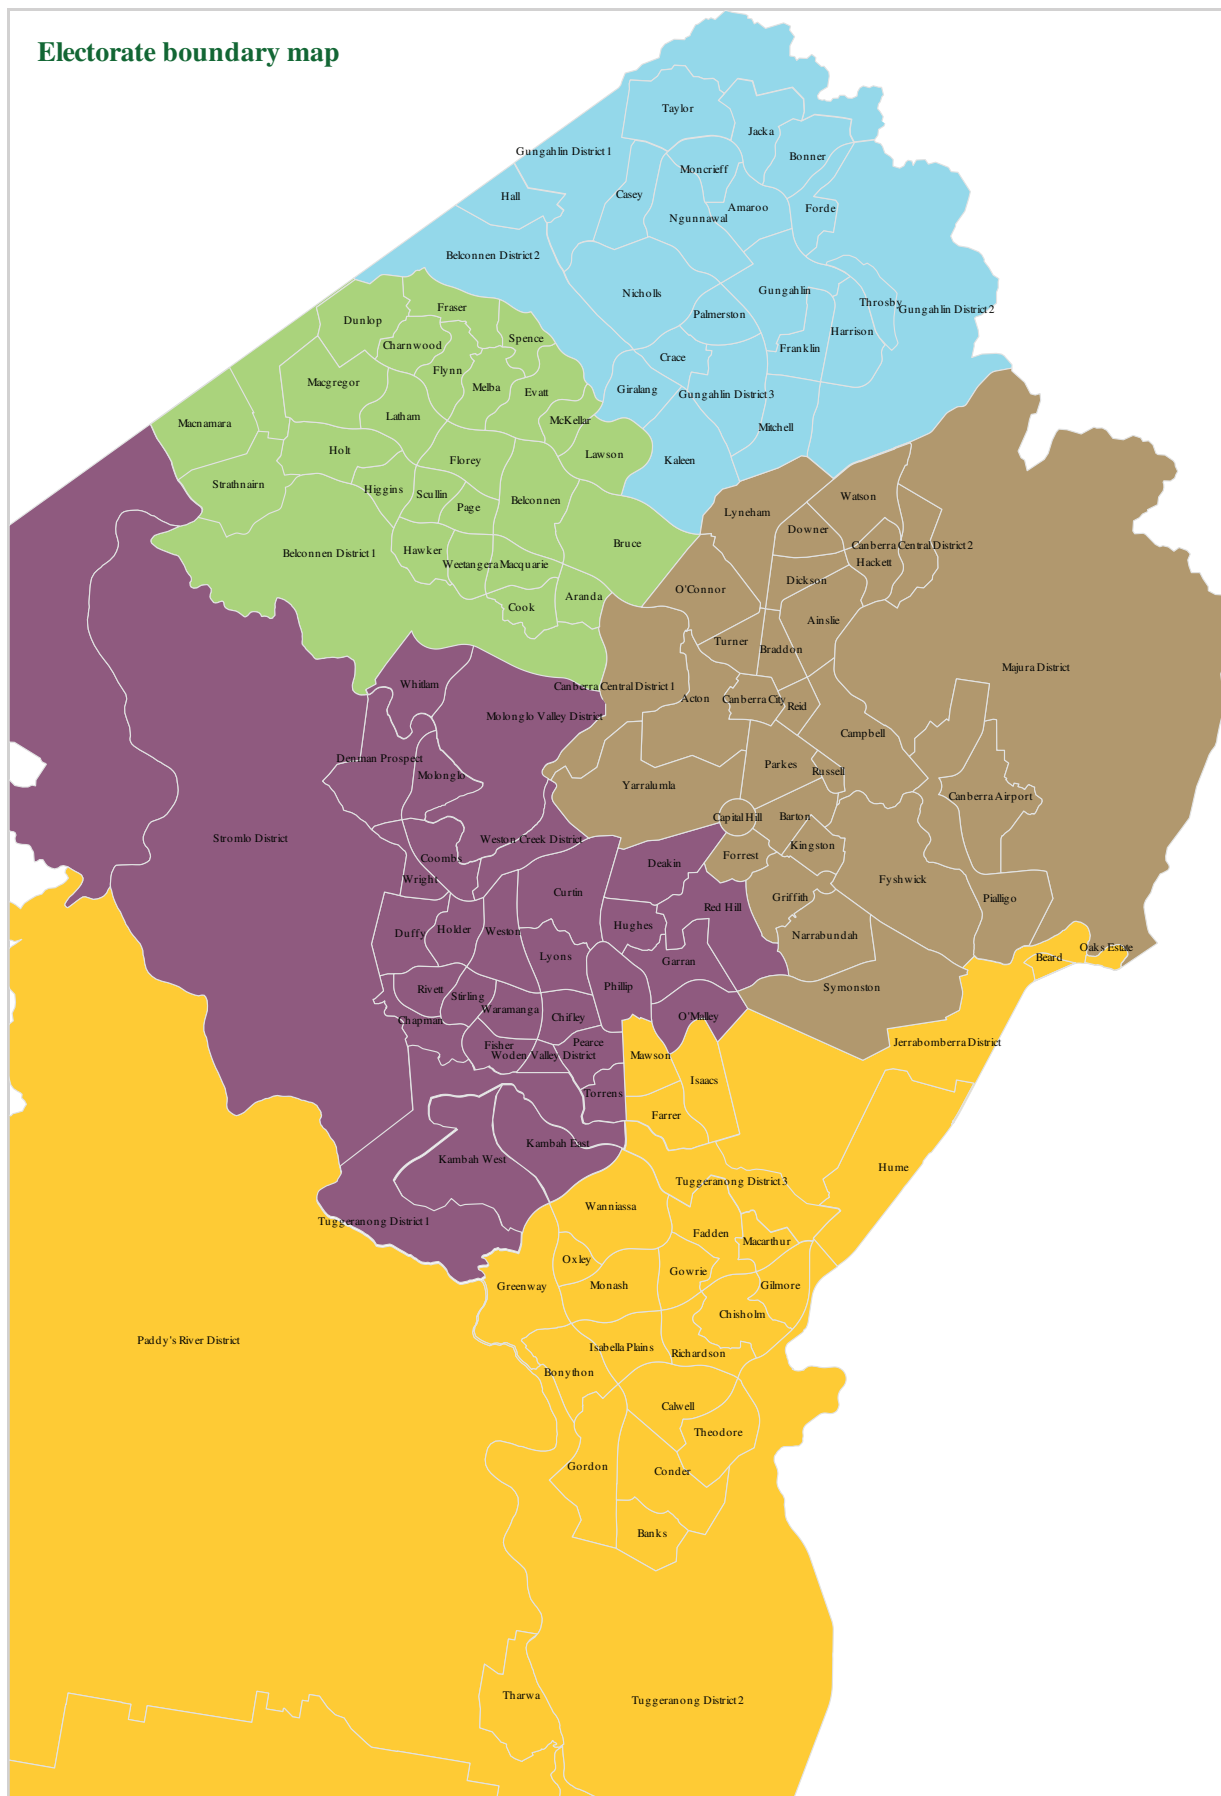 Electorate boundary map
Taylor
Jacka
Gungahlin District 1
Bonner
Moncrieff
Hall
Casey
Amaroo
Forde
Ngunnawal
Belconnen District 2
Nicholls
Gungahlin
Throsby
Gungahlin District 2
Palmerston
Harrison
Franklin
Crace
Giralang
Gungahlin District 3
Mitchell
Kaleen
Fraser
Dunlop
Spence
Charnwood
Flynn
Macgregor
Melba
Evatt
Latham
McKellar
Macnamara
Holt
Lawson
Florey
Strathnairn
Higgins
Scullin
Belconnen
Page
Bruce
Belconnen District 1
Hawker
Weetangera
Macquarie
Aranda
Cook
Watson
Lyneham
Downer
Canberra Central District 2
Hackett
Dickson
O'Connor
Ainslie
Turner
Braddon
Majura District
Canberra Central District 1
Acton
Canberra City
Reid
Campbell
Parkes
Russell
Yarralumla
Canberra Airport
Capital Hill
Barton
Kingston
Forrest
Fyshwick
Griffith
Pialligo
Narrabundah
Symonston
Oaks Estate
Beard
Whitlam
Molonglo Valley District
Denman Prospect
Molonglo
Stromlo District
Weston Creek District
Coombs
Wright
Deakin
Curtin
Red Hill
Hughes
Duffy
Holder
Weston
Lyons
Garran
Rivett
Stirling
Phillip
Waramanga
Chifley
O'Malley
Chapman
Fisher
Pearce
Woden Valley District
Torrens
Kambah East
Kambah West
Tuggeranong District 1
Jerrabomberra District
Mawson
Isaacs
Farrer
Hume
Tuggeranong District 3
Wanniassa
Fadden
Macarthur
Oxley
Gowrie
Greenway
Monash
Gilmore
Chisholm
Paddy's River District
Isabella Plains
Richardson
Bonython
Calwell
Theodore
Gordon
Conder
Banks
Tharwa
Tuggeranong District 2